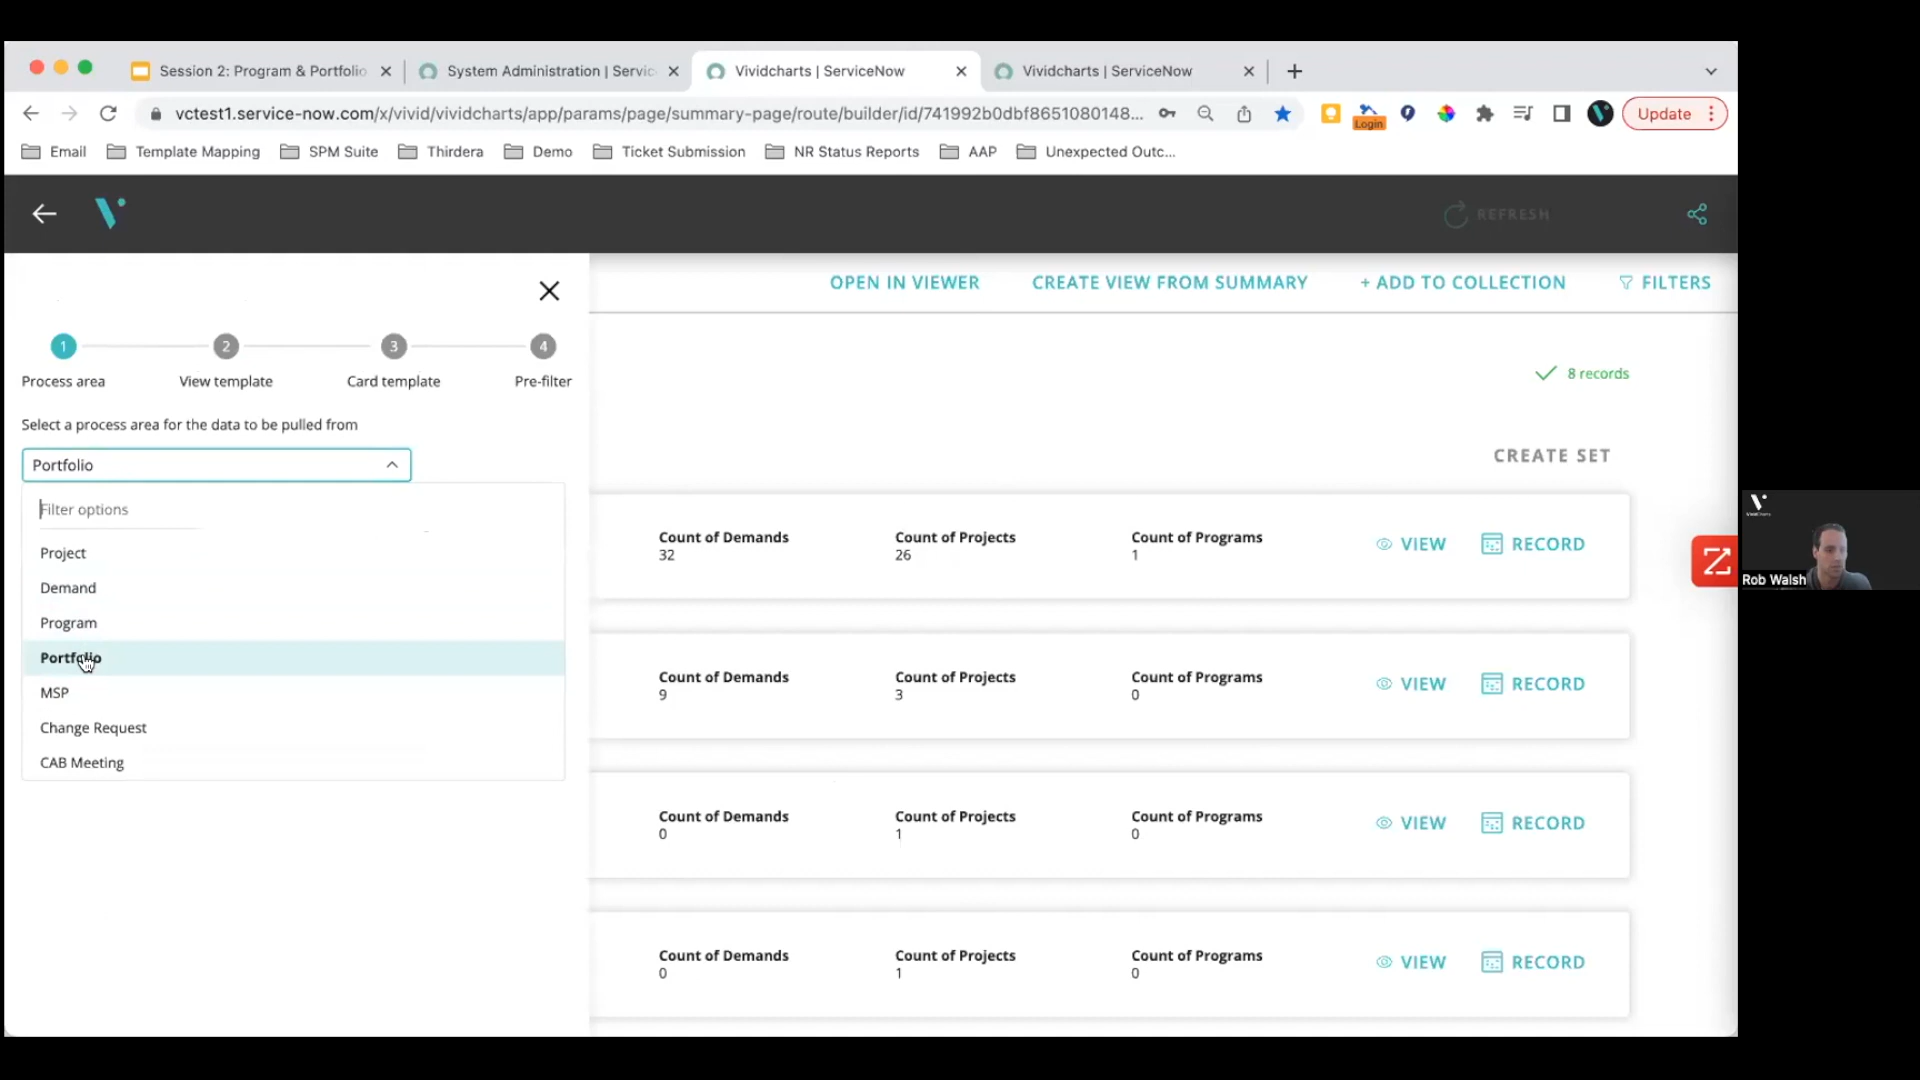 Session 2: Program & Portfolio
System Administration | Servic
Vividcharts | ServiceNow
Vividcharts | ServiceNow
vctest1.service-now.com/x/vivid/vividcharts/app/params/page/summary-page/route/builder/id/741992b0dbf8651080148...
Login
Update
Email
Template Mapping
SPM Suite
Thirdera
Demo
Ticket Submission
NR Status Reports
AAP
Unexpected Outc...
REFRESH
OPEN IN VIEWER
CREATE VIEW FROM SUMMARY
+ ADD TO COLLECTION
FILTERS
1
2
3
4
Process area
View template
Card template
Pre-filter
8 records
Select a process area for the data to be pulled from
Portfolio
CREATE SET
Filter options
Project
Demand
Program
Portfolio
MSP
Change Request
CAB Meeting
Count of Demands
32
Count of Projects
26
Count of Programs
1
VIEW
RECORD
Count of Demands
9
Count of Projects
3
Count of Programs
0
VIEW
RECORD
Count of Demands
0
Count of Projects
1
Count of Programs
0
VIEW
RECORD
Count of Demands
0
Count of Projects
1
Count of Programs
0
VIEW
RECORD
Rob Walsh